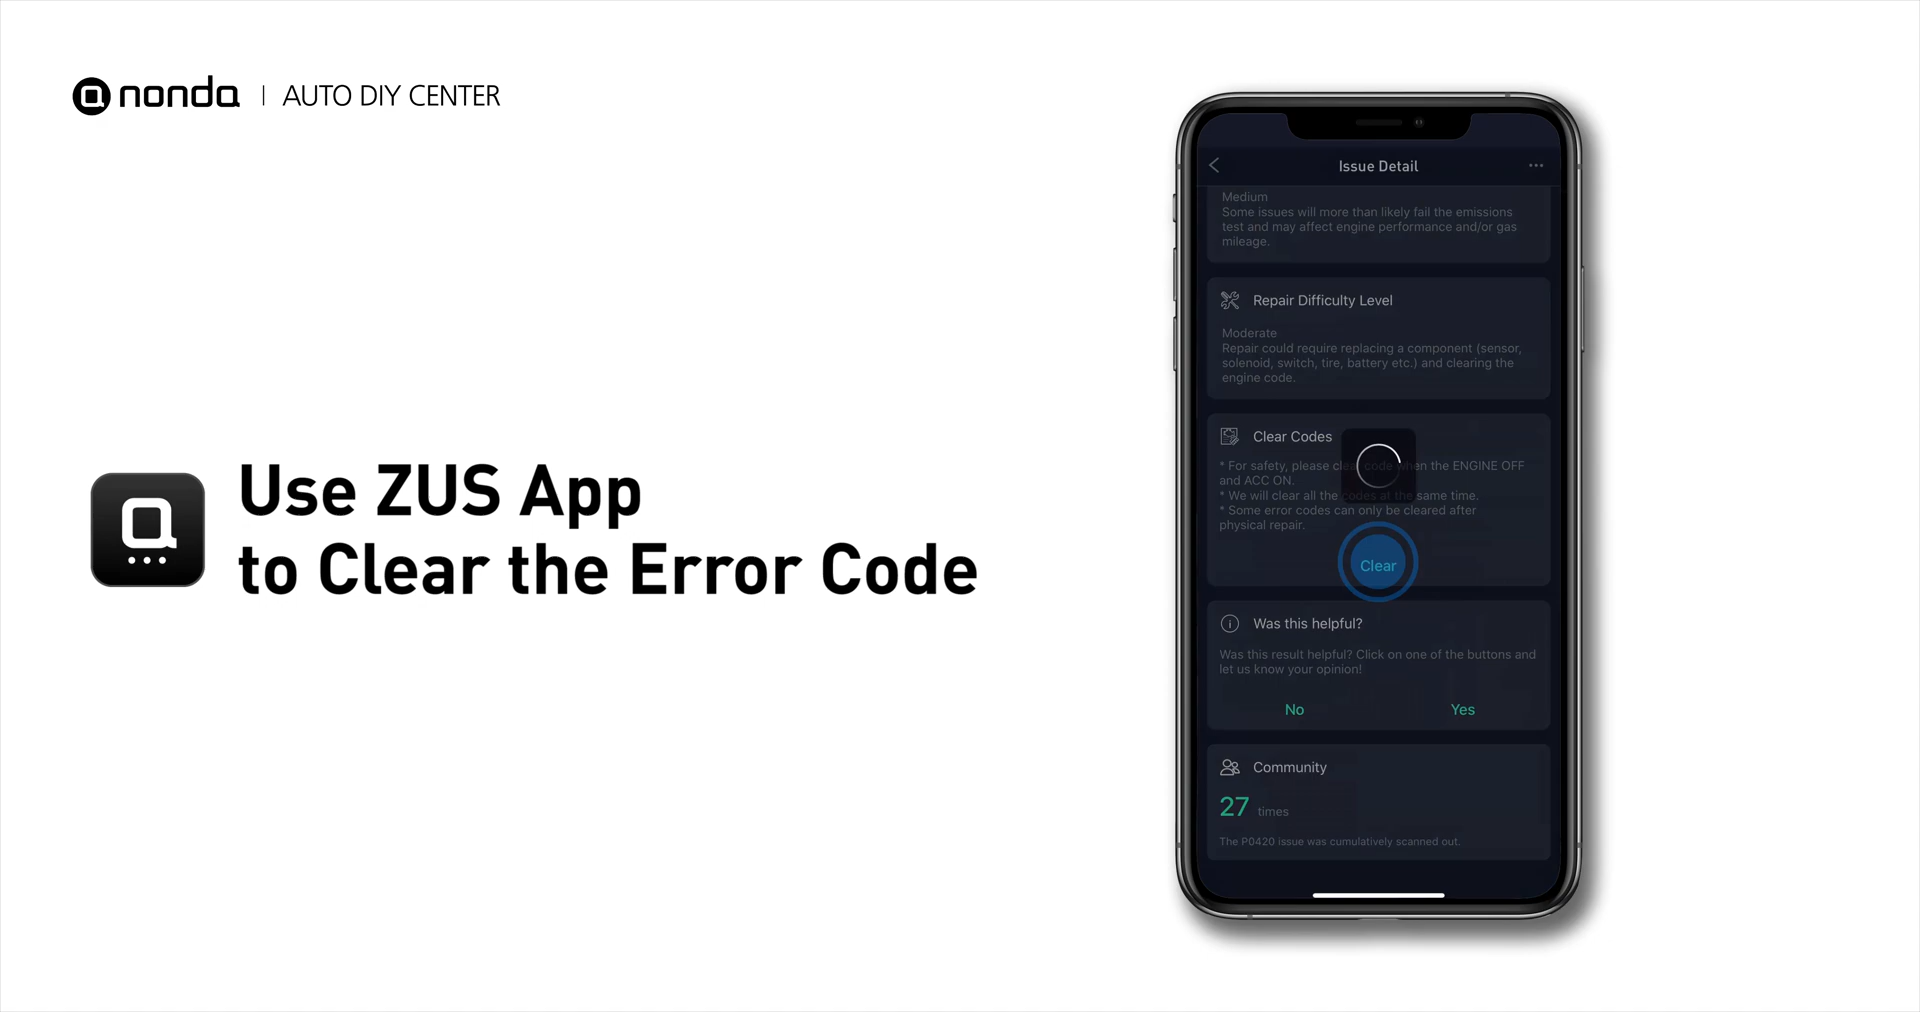 nonda | AUTO DIY CENTER
Use ZUS App
to Clear the Error Code
Issue Detail
Medium
Some issues will more than likely fail the emissions
test and may affect engine performance and/or gas
mileage.
Repair Difficulty Level
Moderate
Repair could require replacing a component (sensor,
solenoid, switch, tire, battery etc.) and clearing the
engine code.
Clear Codes
* For safety, please clear code when the ENGINE OFF
and ACC ON.
* We will clear all the codes at the same time.
* Some error codes can only be cleared after
physical repair.
Clear
Was this helpful?
Was this result helpful? Click on one of the buttons and
let us know your opinion!
No Yes
Community
27 times
The P0420 issue was cumulatively scanned out.